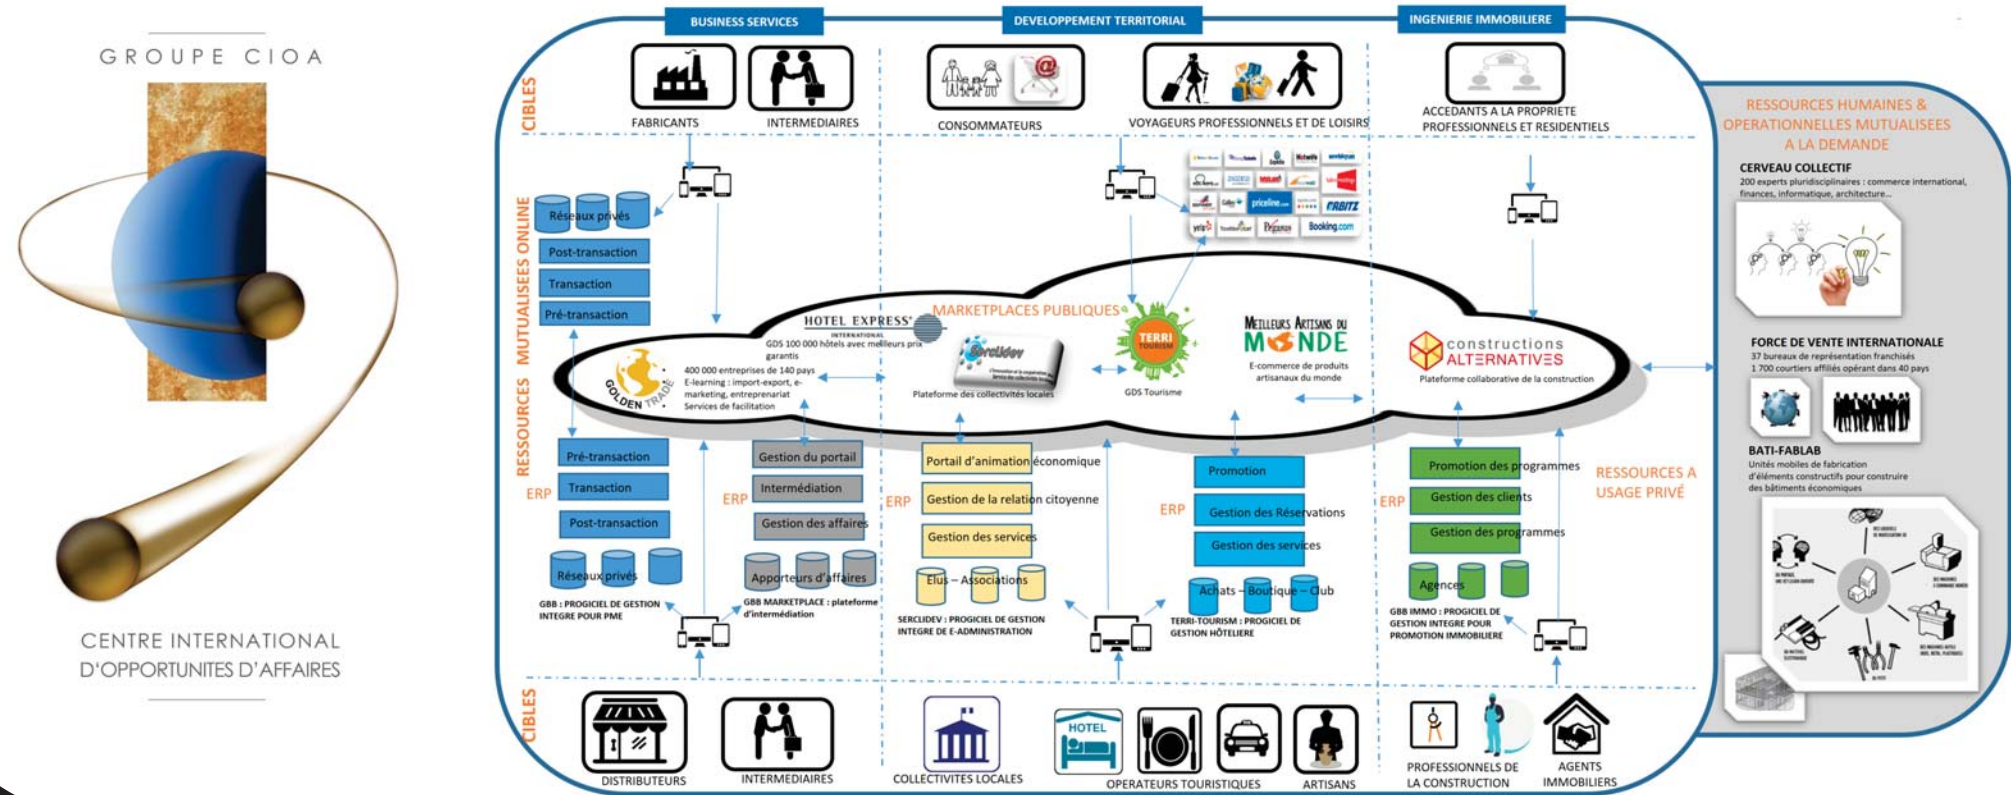 GROUPE CIOA
CENTRE INTERNATIONAL
D'OPPORTUNITES D'AFFAIRES
BUSINESS SERVICES
DEVELOPPEMENT TERRITORIAL
INGENIERIE IMMOBILIERE
CIBLES
FABRICANTS
INTERMEDIAIRES
CONSOMMATEURS
VOYAGEURS PROFESSIONNELS ET DE LOISIRS
ACCEDANTS A LA PROPRIETE
PROFESSIONNELS ET RESIDENTIELS
RESSOURCES MUTUALISEES ONLINE
Réseaux privés
Post-transaction
Transaction
Pré-transaction
priceline.com
ORBITZ
yelp
Booking.com
MARKETPLACES PUBLIQUES
GOLDEN TRADE
400 000 entreprises de 140 pays
E-learning : import-export, e-
marketing, entreprenariat
Services de facilitation
HOTEL EXPRESS
INTERNATIONAL
GDS 100 000 hôtels avec meilleurs prix
garantis
Serclidev
Plateforme des collectivités locales
TERRI
TOURISM
GDS Tourisme
MEILLEURS ARTISANS DU
MONDE
E-commerce de produits
artisanaux du monde
constructions
ALTERNATIVES
Plateforme collaborative de la construction
ERP
Pré-transaction
Transaction
Post-transaction
Réseaux privés
GBB : PROGICIEL DE GESTION
INTEGRE POUR PME
ERP
Gestion du portail
Intermédiation
Gestion des affaires
Apporteurs d'affaires
GBB MARKETPLACE : plateforme
d'intermédiation
ERP
Portail d'animation économique
Gestion de la relation citoyenne
Gestion des services
Elus – Associations
SERCLIDEV : PROGICIEL DE GESTION
INTEGRE DE E-ADMINISTRATION
ERP
Promotion
Gestion des Réservations
Gestion des services
Achats – Boutique – Club
TERRI-TOURISM : PROGICIEL DE
GESTION HÔTELIERE
ERP
Promotion des programmes
Gestion des clients
Gestion des programmes
Agences
GBB IMMO : PROGICIEL DE
GESTION INTEGRE POUR
PROMOTION IMMOBILIERE
RESSOURCES A
USAGE PRIVÉ
CIBLES
DISTRIBUTEURS
INTERMEDIAIRES
COLLECTIVITES LOCALES
HOTEL
OPERATEURS TOURISTIQUES
ARTISANS
PROFESSIONNELS DE
LA CONSTRUCTION
AGENTS
IMMOBILIERS
RESSOURCES HUMAINES &
OPERATIONNELLES MUTUALISEES
A LA DEMANDE
CERVEAU COLLECTIF
200 experts pluridisciplinaires : commerce international,
finances, informatique, architecture...
FORCE DE VENTE INTERNATIONALE
37 bureaux de représentation franchisés
1 700 courtiers affiliés opérant dans 40 pays
BATI-FABLAB
Unités mobiles de fabrication
d'éléments constructifs pour construire
des bâtiments économiques